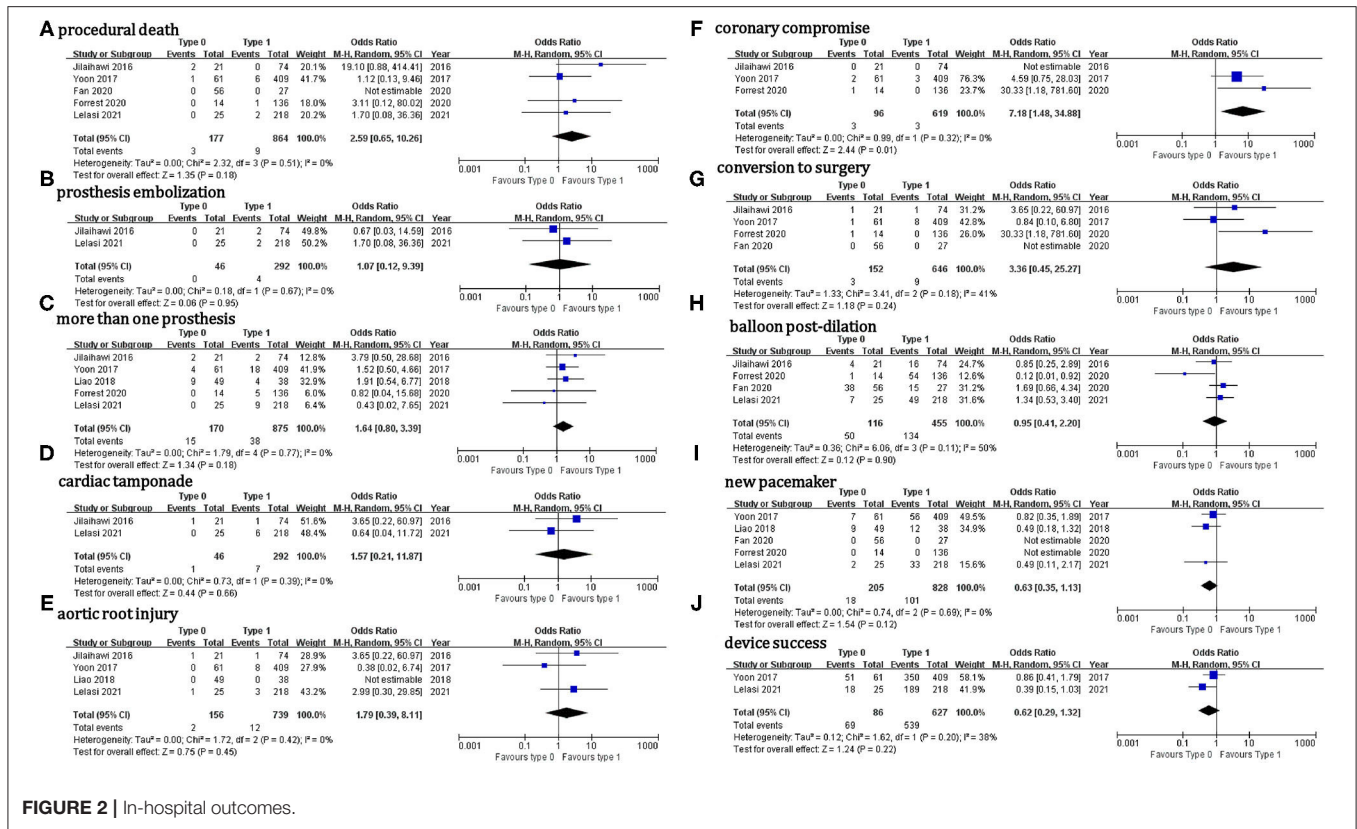 A procedural death
Type 0 Type 1 Odds Ratio Odds Ratio
Study or Subgroup Events Total Events Total Weight M-H, Random, 95% CI Year M-H, Random, 95% CI
Jilaihawi 2016 2 21 0 74 20.1% 19.10 [0.88, 414.41] 2016
Yoon 2017 1 61 6 409 41.7% 1.12 [0.13, 9.46] 2017
Fan 2020 0 56 0 27 Not estimable 2020
Forrest 2020 0 14 1 136 18.0% 3.11 [0.12, 80.02] 2020
Lelasi 2021 0 25 2 218 20.2% 1.70 [0.08, 36.36] 2021
Total (95% CI) 177 864 100.0% 2.59 [0.65, 10.26]
Total events 3 9
Heterogeneity: Tau² = 0.00; Chi² = 2.32, df = 3 (P = 0.51); I² = 0%
Test for overall effect: Z = 1.35 (P = 0.18)
0.001 0.1 1 10 1000
Favours Type 0 Favours Type 1
B prosthesis embolization
Type 0 Type 1 Odds Ratio Odds Ratio
Study or Subgroup Events Total Events Total Weight M-H, Random, 95% CI Year M-H, Random, 95% CI
Jilaihawi 2016 0 21 2 74 49.8% 0.67 [0.03, 14.59] 2016
Lelasi 2021 0 25 2 218 50.2% 1.70 [0.08, 36.36] 2021
Total (95% CI) 46 292 100.0% 1.07 [0.12, 9.39]
Total events 0 4
Heterogeneity: Tau² = 0.00; Chi² = 0.18, df = 1 (P = 0.67); I² = 0%
Test for overall effect: Z = 0.06 (P = 0.95)
0.001 0.1 1 10 1000
Favours Type 0 Favours Type 1
C more than one prosthesis
Type 0 Type 1 Odds Ratio Odds Ratio
Study or Subgroup Events Total Events Total Weight M-H, Random, 95% CI Year M-H, Random, 95% CI
Jilaihawi 2016 2 21 2 74 12.8% 3.79 [0.50, 28.68] 2016
Yoon 2017 4 61 18 409 41.9% 1.52 [0.50, 4.66] 2017
Liao 2018 9 49 4 38 32.9% 1.91 [0.54, 6.77] 2018
Forrest 2020 0 14 5 136 6.0% 0.82 [0.04, 15.68] 2020
Lelasi 2021 0 25 9 218 6.4% 0.43 [0.02, 7.65] 2021
Total (95% CI) 170 875 100.0% 1.64 [0.80, 3.39]
Total events 15 38
Heterogeneity: Tau² = 0.00; Chi² = 1.79, df = 4 (P = 0.77); I² = 0%
Test for overall effect: Z = 1.34 (P = 0.18)
0.001 0.1 1 10 1000
Favours Type 0 Favours Type 1
D cardiac tamponade
Type 0 Type 1 Odds Ratio Odds Ratio
Study or Subgroup Events Total Events Total Weight M-H, Random, 95% CI Year M-H, Random, 95% CI
Jilaihawi 2016 1 21 1 74 51.6% 3.65 [0.22, 60.97] 2016
Lelasi 2021 0 25 6 218 48.4% 0.64 [0.04, 11.72] 2021
Total (95% CI) 46 292 100.0% 1.57 [0.21, 11.87]
Total events 1 7
Heterogeneity: Tau² = 0.00; Chi² = 0.73, df = 1 (P = 0.39); I² = 0%
Test for overall effect: Z = 0.44 (P = 0.66)
0.001 0.1 1 10 1000
Favours Type 0 Favours Type 1
E aortic root injury
Type 0 Type 1 Odds Ratio Odds Ratio
Study or Subgroup Events Total Events Total Weight M-H, Random, 95% CI Year M-H, Random, 95% CI
Jilaihawi 2016 1 21 1 74 28.9% 3.65 [0.22, 60.97] 2016
Yoon 2017 0 61 8 409 27.9% 0.38 [0.02, 6.74] 2017
Liao 2018 0 49 0 38 Not estimable 2018
Lelasi 2021 1 25 3 218 43.2% 2.99 [0.30, 29.85] 2021
Total (95% CI) 156 739 100.0% 1.79 [0.39, 8.11]
Total events 2 12
Heterogeneity: Tau² = 0.00; Chi² = 1.72, df = 2 (P = 0.42); I² = 0%
Test for overall effect: Z = 0.75 (P = 0.45)
0.001 0.1 1 10 1000
Favours Type 0 Favours Type 1
F coronary compromise
Type 0 Type 1 Odds Ratio Odds Ratio
Study or Subgroup Events Total Events Total Weight M-H, Random, 95% CI Year M-H, Random, 95% CI
Jilaihawi 2016 0 21 0 74 Not estimable 2016
Yoon 2017 2 61 3 409 76.3% 4.59 [0.75, 28.03] 2017
Forrest 2020 1 14 0 136 23.7% 30.33 [1.18, 781.60] 2020
Total (95% CI) 96 619 100.0% 7.18 [1.48, 34.88]
Total events 3 3
Heterogeneity: Tau² = 0.00; Chi² = 0.99, df = 1 (P = 0.32); I² = 0%
Test for overall effect: Z = 2.44 (P = 0.01)
0.001 0.1 1 10 1000
Favours Type 0 Favours Type 1
G conversion to surgery
Type 0 Type 1 Odds Ratio Odds Ratio
Study or Subgroup Events Total Events Total Weight M-H, Random, 95% CI Year M-H, Random, 95% CI
Jilaihawi 2016 1 21 1 74 31.2% 3.65 [0.22, 60.97] 2016
Yoon 2017 1 61 8 409 42.8% 0.84 [0.10, 6.80] 2017
Forrest 2020 1 14 0 136 26.0% 30.33 [1.18, 781.60] 2020
Fan 2020 0 56 0 27 Not estimable 2020
Total (95% CI) 152 646 100.0% 3.36 [0.45, 25.27]
Total events 3 9
Heterogeneity: Tau² = 1.33; Chi² = 3.41, df = 2 (P = 0.18); I² = 41%
Test for overall effect: Z = 1.18 (P = 0.24)
0.001 0.1 1 10 1000
Favours Type 0 Favours Type 1
H balloon post-dilation
Type 0 Type 1 Odds Ratio Odds Ratio
Study or Subgroup Events Total Events Total Weight M-H, Random, 95% CI Year M-H, Random, 95% CI
Jilaihawi 2016 4 21 16 74 24.7% 0.85 [0.25, 2.89] 2016
Forrest 2020 1 14 54 136 12.6% 0.12 [0.01, 0.92] 2020
Fan 2020 38 56 15 27 31.2% 1.69 [0.66, 4.34] 2020
Lelasi 2021 7 25 49 218 31.6% 1.34 [0.53, 3.40] 2021
Total (95% CI) 116 455 100.0% 0.95 [0.41, 2.20]
Total events 50 134
Heterogeneity: Tau² = 0.36; Chi² = 6.06, df = 3 (P = 0.11); I² = 50%
Test for overall effect: Z = 0.12 (P = 0.90)
0.001 0.1 1 10 1000
Favours Type 0 Favours Type 1
I new pacemaker
Type 0 Type 1 Odds Ratio Odds Ratio
Study or Subgroup Events Total Events Total Weight M-H, Random, 95% CI Year M-H, Random, 95% CI
Yoon 2017 7 61 56 409 49.5% 0.82 [0.35, 1.89] 2017
Liao 2018 9 49 12 38 34.9% 0.49 [0.18, 1.32] 2018
Fan 2020 0 56 0 27 Not estimable 2020
Forrest 2020 0 14 0 136 Not estimable 2020
Lelasi 2021 2 25 33 218 15.6% 0.49 [0.11, 2.17] 2021
Total (95% CI) 205 828 100.0% 0.63 [0.35, 1.13]
Total events 18 101
Heterogeneity: Tau² = 0.00; Chi² = 0.74, df = 2 (P = 0.69); I² = 0%
Test for overall effect: Z = 1.54 (P = 0.12)
0.001 0.1 1 10 1000
Favours Type 0 Favours Type 1
J device success
Type 0 Type 1 Odds Ratio Odds Ratio
Study or Subgroup Events Total Events Total Weight M-H, Random, 95% CI Year M-H, Random, 95% CI
Yoon 2017 51 61 350 409 58.1% 0.86 [0.41, 1.79] 2017
Lelasi 2021 18 25 189 218 41.9% 0.39 [0.15, 1.03] 2021
Total (95% CI) 86 627 100.0% 0.62 [0.29, 1.32]
Total events 69 539
Heterogeneity: Tau² = 0.12; Chi² = 1.62, df = 1 (P = 0.20); I² = 38%
Test for overall effect: Z = 1.24 (P = 0.22)
0.001 0.1 1 10 1000
Favours Type 0 Favours Type 1
FIGURE 2 | In-hospital outcomes.